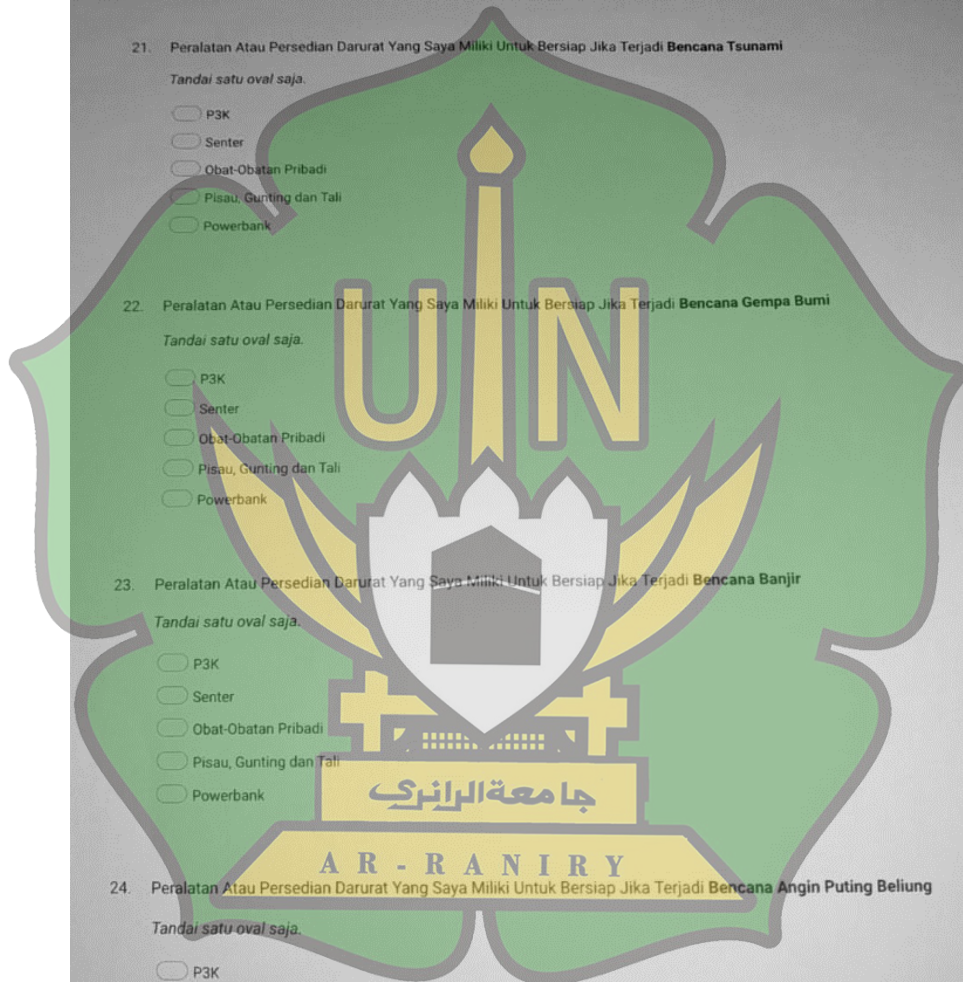 21. Peralatan Atau Persedian Darurat Yang Saya Miliki Untuk Bersiap Jika Terjadi Bencana Tsunami
Tandai satu oval saja.
P3K
Senter
Obat-Obatan Pribadi
Pisau, Gunting dan Tali
Powerbank
22. Peralatan Atau Persedian Darurat Yang Saya Miliki Untuk Bersiap Jika Terjadi Bencana Gempa Bumi
Tandai satu oval saja.
P3K
Senter
Obat-Obatan Pribadi
Pisau, Gunting dan Tali
Powerbank
UIN
23. Peralatan Atau Persedian Darurat Yang Saya Miliki Untuk Bersiap Jika Terjadi Bencana Banjir
Tandai satu oval saja.
P3K
Senter
Obat-Obatan Pribadi
Pisau, Gunting dan Tali
Powerbank
جامعة الرانري
AR-RANIRY
24. Peralatan Atau Persedian Darurat Yang Saya Miliki Untuk Bersiap Jika Terjadi Bencana Angin Puting Beliung
Tandai satu oval saja.
P3K